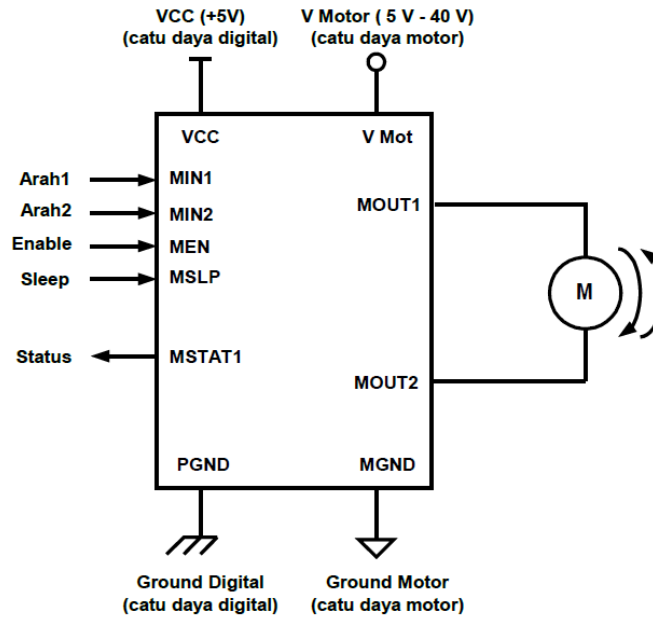 VCC (+5V)
(catu daya digital)
V Motor ( 5 V - 40 V)
(catu daya motor)
VCC
V Mot
Arah1
MIN1
Arah2
MIN2
Enable
MEN
Sleep
MSLP
MOUT1
M
Status
MSTAT1
MOUT2
PGND
MGND
Ground Digital
(catu daya digital)
Ground Motor
(catu daya motor)